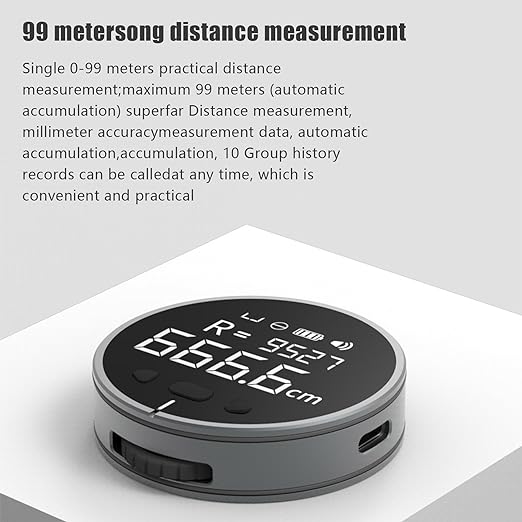 99 metersong distance measurement
Single 0-99 meters practical distance
measurement;maximum 99 meters (automatic
accumulation) superfar Distance measurement,
millimeter accuracymeasurement data, automatic
accumulation,accumulation, 10 Group history
records can be calledat any time, which is
convenient and practical
R= 9527
666.6cm